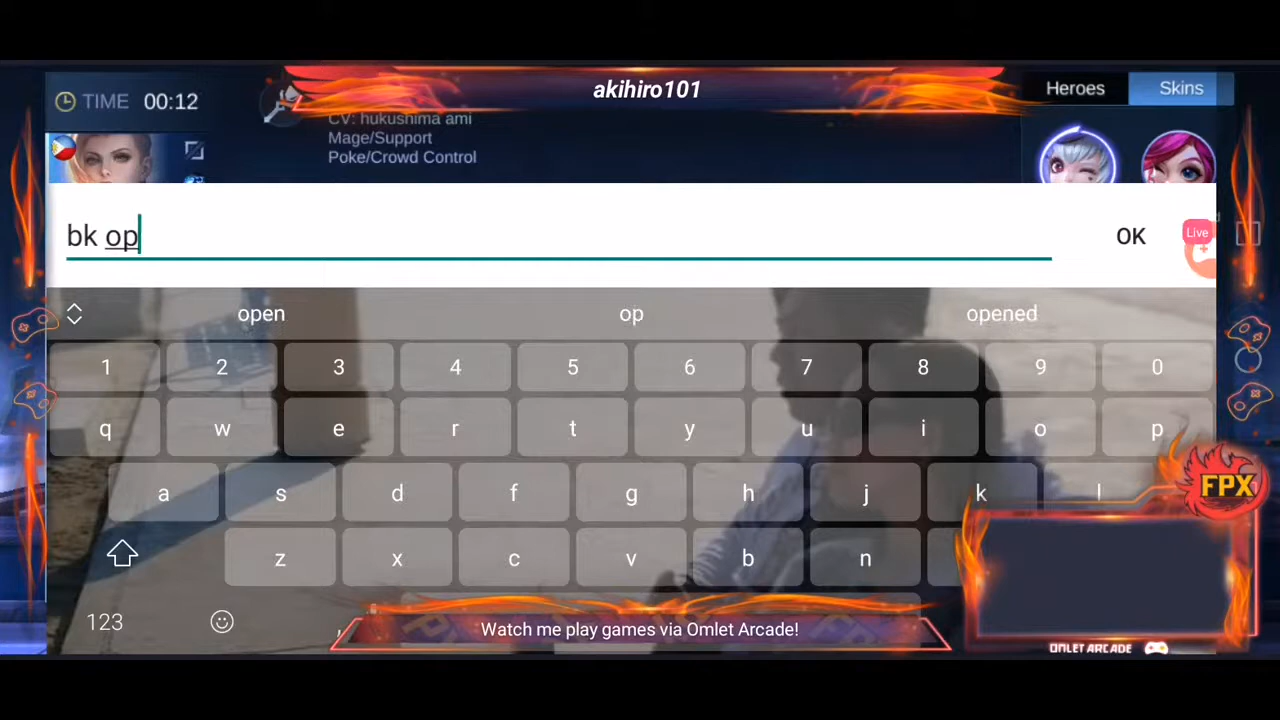 akihiro101
TIME 00:12
Heroes
Skins
CV: hukushima ami
Mage/Support
Poke/Crowd Control
bk op
OK
Live
open
op
opened
1 2 3 4 5 6 7 8 9 0
q w e r t y u i o p
a s d f g h j k l
z x c v b n
123
,
Watch me play games via Omlet Arcade!
FPX
OMLET ARCADE